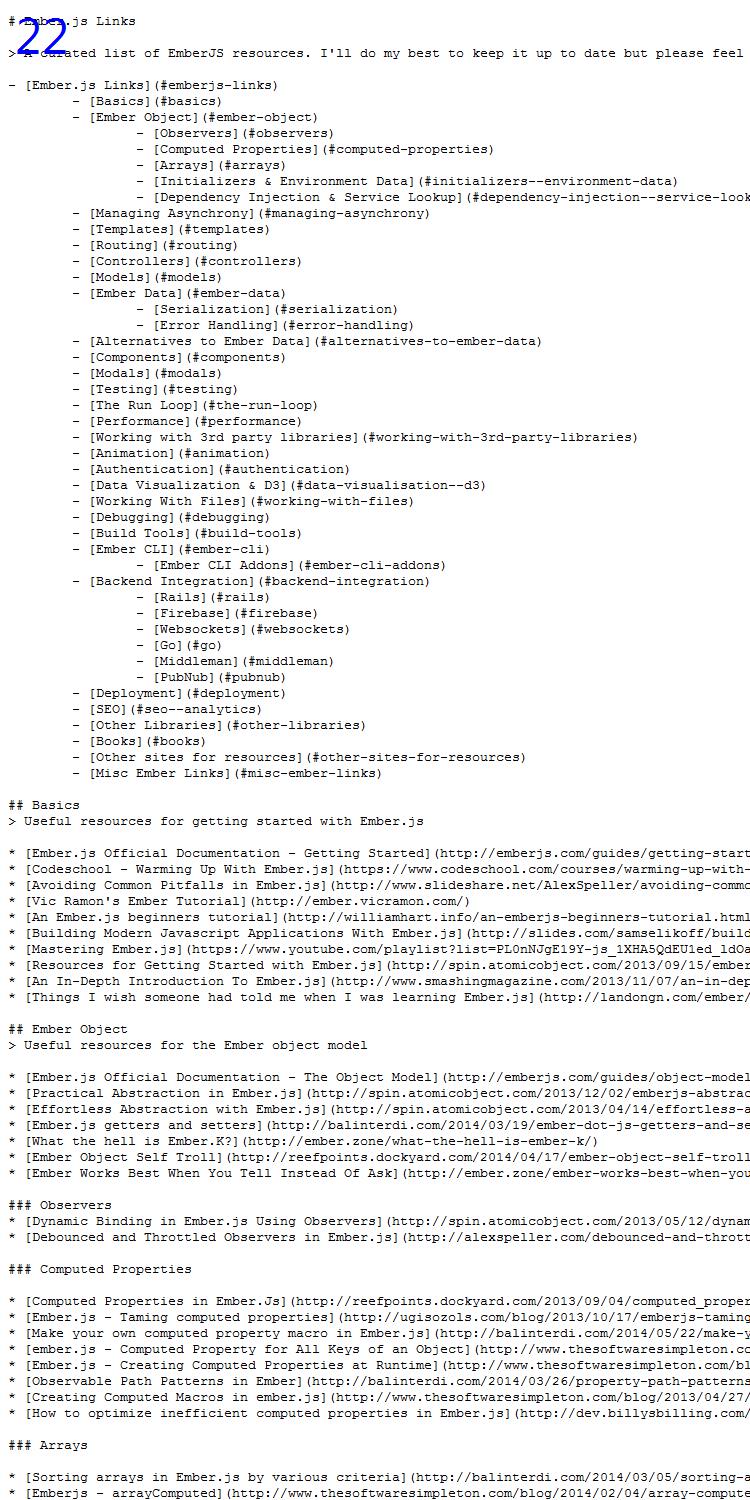 # Ember.js Links
22
> A curated list of EmberJS resources. I'll do my best to keep it up to date but please feel
- [Ember.js Links](#emberjs-links)
- [Basics](#basics)
- [Ember Object](#ember-object)
- [Observers](#observers)
- [Computed Properties](#computed-properties)
- [Arrays](#arrays)
- [Initializers & Environment Data](#initializers--environment-data)
- [Dependency Injection & Service Lookup](#dependency-injection--service-look
- [Managing Asynchrony](#managing-asynchrony)
- [Templates](#templates)
- [Routing](#routing)
- [Controllers](#controllers)
- [Models](#models)
- [Ember Data](#ember-data)
- [Serialization](#serialization)
- [Error Handling](#error-handling)
- [Alternatives to Ember Data](#alternatives-to-ember-data)
- [Components](#components)
- [Modals](#modals)
- [Testing](#testing)
- [The Run Loop](#the-run-loop)
- [Performance](#performance)
- [Working with 3rd party libraries](#working-with-3rd-party-libraries)
- [Animation](#animation)
- [Authentication](#authentication)
- [Data Visualization & D3](#data-visualisation--d3)
- [Working With Files](#working-with-files)
- [Debugging](#debugging)
- [Build Tools](#build-tools)
- [Ember CLI](#ember-cli)
- [Ember CLI Addons](#ember-cli-addons)
- [Backend Integration](#backend-integration)
- [Rails](#rails)
- [Firebase](#firebase)
- [Websockets](#websockets)
- [Go](#go)
- [Middleman](#middleman)
- [PubNub](#pubnub)
- [Deployment](#deployment)
- [SEO](#seo--analytics)
- [Other Libraries](#other-libraries)
- [Books](#books)
- [Other sites for resources](#other-sites-for-resources)
- [Misc Ember Links](#misc-ember-links)
## Basics
> Useful resources for getting started with Ember.js
* [Ember.js Official Documentation - Getting Started](http://emberjs.com/guides/getting-start
* [Codeschool - Warming Up With Ember.js](https://www.codeschool.com/courses/warming-up-with-
* [Avoiding Common Pitfalls in Ember.js](http://www.slideshare.net/AlexSpeller/avoiding-commo
* [Vic Ramon's Ember Tutorial](http://ember.vicramon.com/)
* [An Ember.js beginners tutorial](http://williamhart.info/an-emberjs-beginners-tutorial.html
* [Building Modern Javascript Applications With Ember.js](http://slides.com/samselikoff/build
* [Mastering Ember.js](https://www.youtube.com/playlist?list=PL0nNJgE19Y-js_1XHA5QdEU1ed_ldOa
* [Resources for Getting Started with Ember.js](http://spin.atomicobject.com/2013/09/15/ember
* [An In-Depth Introduction To Ember.js](http://www.smashingmagazine.com/2013/11/07/an-in-dep
* [Things I wish someone had told me when I was learning Ember.js](http://landongn.com/ember/
## Ember Object
> Useful resources for the Ember object model
* [Ember.js Official Documentation - The Object Model](http://emberjs.com/guides/object-model
* [Practical Abstraction in Ember.js](http://spin.atomicobject.com/2013/12/02/emberjs-abstrac
* [Effortless Abstraction with Ember.js](http://spin.atomicobject.com/2013/04/14/effortless-a
* [Ember.js getters and setters](http://balinterdi.com/2014/03/19/ember-dot-js-getters-and-se
* [What the hell is Ember.K?](http://ember.zone/what-the-hell-is-ember-k/)
* [Ember Object Self Troll](http://reefpoints.dockyard.com/2014/04/17/ember-object-self-troll
* [Ember Works Best When You Tell Instead Of Ask](http://ember.zone/ember-works-best-when-you
### Observers
* [Dynamic Binding in Ember.js Using Observers](http://spin.atomicobject.com/2013/05/12/dynam
* [Debounced and Throttled Observers in Ember.js](http://alexspeller.com/debounced-and-thrott
### Computed Properties
* [Computed Properties in Ember.Js](http://reefpoints.dockyard.com/2013/09/04/computed_proper
* [Ember.js - Taming computed properties](http://ugisozols.com/blog/2013/10/17/emberjs-taming
* [Make your own computed property macro in Ember.js](http://balinterdi.com/2014/05/22/make-y
* [ember.js - Computed Property for All Keys of an Object](http://www.thesoftwaresimpleton.co
* [Ember.js - Creating Computed Properties at Runtime](http://www.thesoftwaresimpleton.com/bl
* [Observable Path Patterns in Ember](http://balinterdi.com/2014/03/26/property-path-patterns
* [Creating Computed Macros in ember.js](http://www.thesoftwaresimpleton.com/blog/2013/04/27/
* [How to optimize inefficient computed properties in Ember.js](http://dev.billysbilling.com/
### Arrays
* [Sorting arrays in Ember.js by various criteria](http://balinterdi.com/2014/03/05/sorting-a
* [Emberjs - arrayComputed](http://www.thesoftwaresimpleton.com/blog/2014/02/04/array-compute